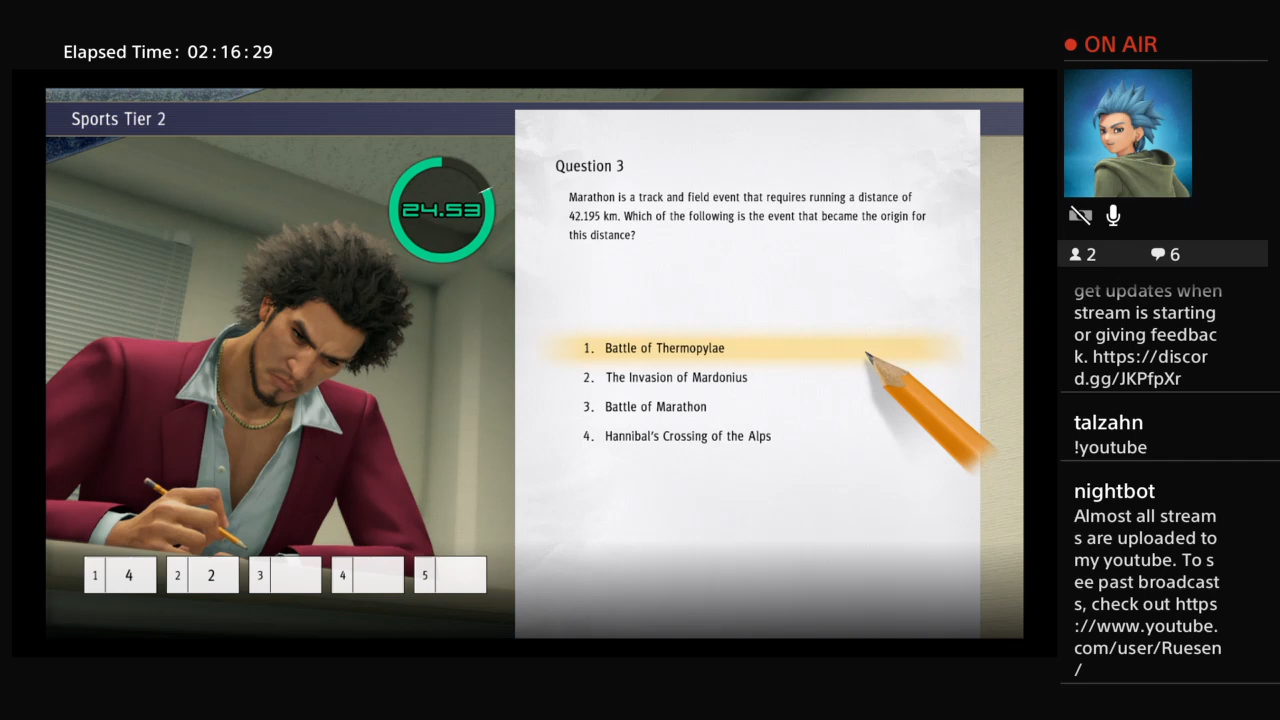 Elapsed Time: 02:16:29
ON AIR
Sports Tier 2
24.53
Question 3
Marathon is a track and field event that requires running a distance of
42.195 km. Which of the following is the event that became the origin for
this distance?
1. Battle of Thermopylae
2. The Invasion of Mardonius
3. Battle of Marathon
4. Hannibal's Crossing of the Alps
1 4 2 2 3 4 5
2 6
get updates when
stream is starting
or giving feedbac
k. https://discor
d.gg/JKPfpXr
talzahn
!youtube
nightbot
Almost all stream
s are uploaded to
my youtube. To s
ee past broadcast
s, check out https
://www.youtube.
com/user/Ruesen
/